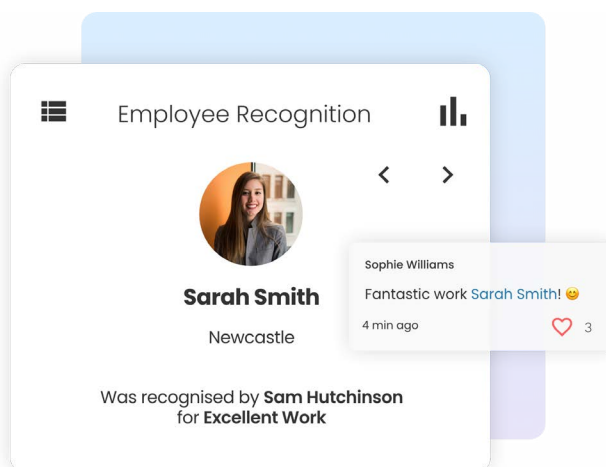 Employee Recognition
Sarah Smith
Newcastle
Was recognised by Sam Hutchinson
for Excellent Work
Sophie Williams
Fantastic work Sarah Smith! 😊
4 min ago
3